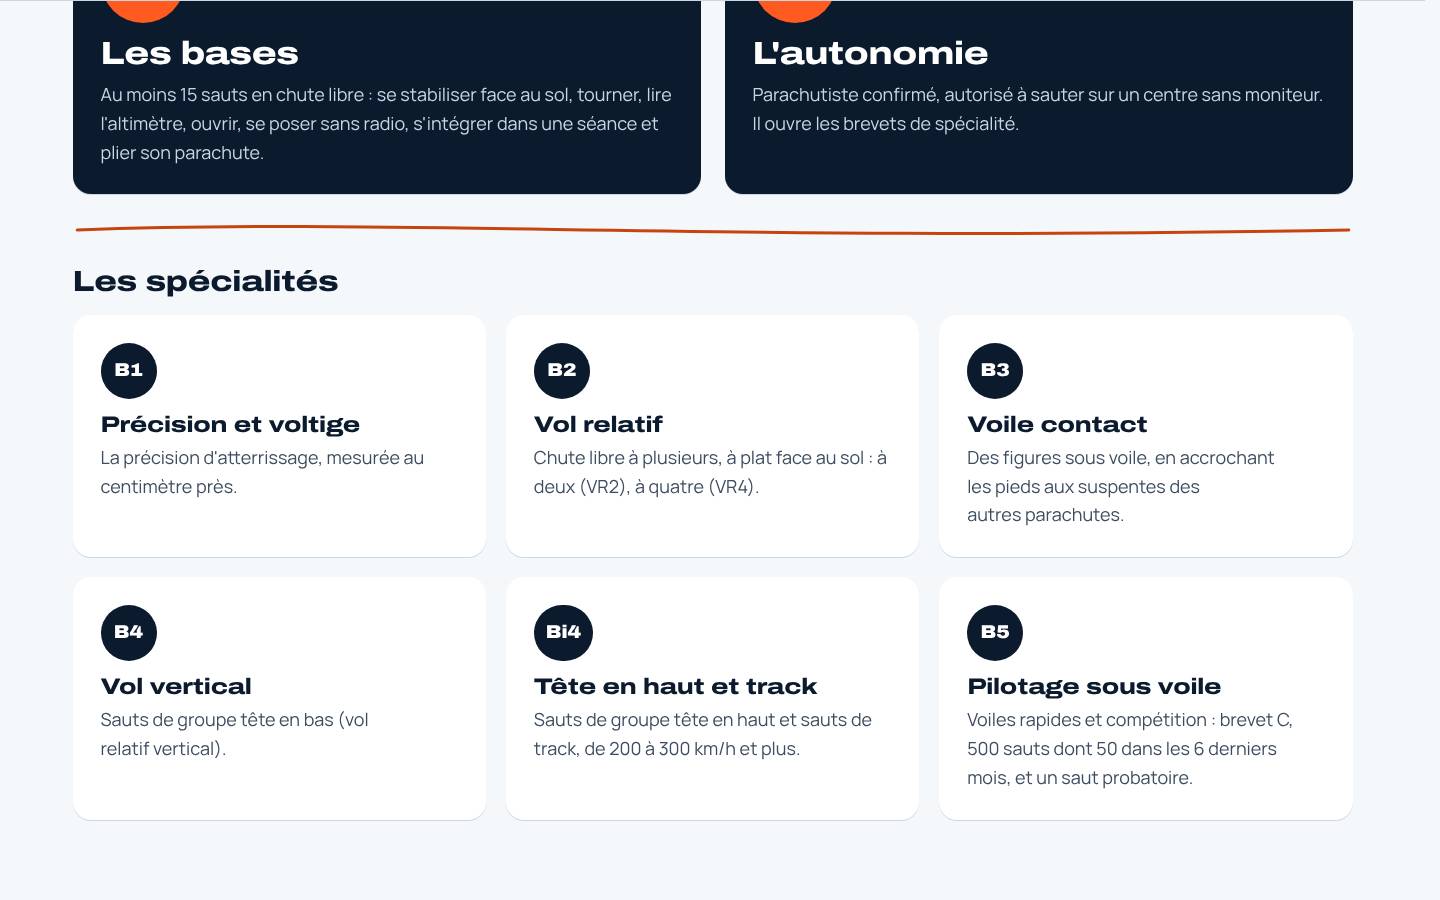 Les bases
Au moins 15 sauts en chute libre : se stabiliser face au sol, tourner, lire
l'altimètre, ouvrir, se poser sans radio, s'intégrer dans une séance et
plier son parachute.
L'autonomie
Parachutiste confirmé, autorisé à sauter sur un centre sans moniteur.
Il ouvre les brevets de spécialité.
Les spécialités
B1
Précision et voltige
La précision d'atterrissage, mesurée au
centimètre près.
B2
Vol relatif
Chute libre à plusieurs, à plat face au sol : à
deux (VR2), à quatre (VR4).
B3
Voile contact
Des figures sous voile, en accrochant
les pieds aux suspentes des
autres parachutes.
B4
Vol vertical
Sauts de groupe tête en bas (vol
relatif vertical).
Bi4
Tête en haut et track
Sauts de groupe tête en haut et sauts de
track, de 200 à 300 km/h et plus.
B5
Pilotage sous voile
Voiles rapides et compétition : brevet C,
500 sauts dont 50 dans les 6 derniers
mois, et un saut probatoire.